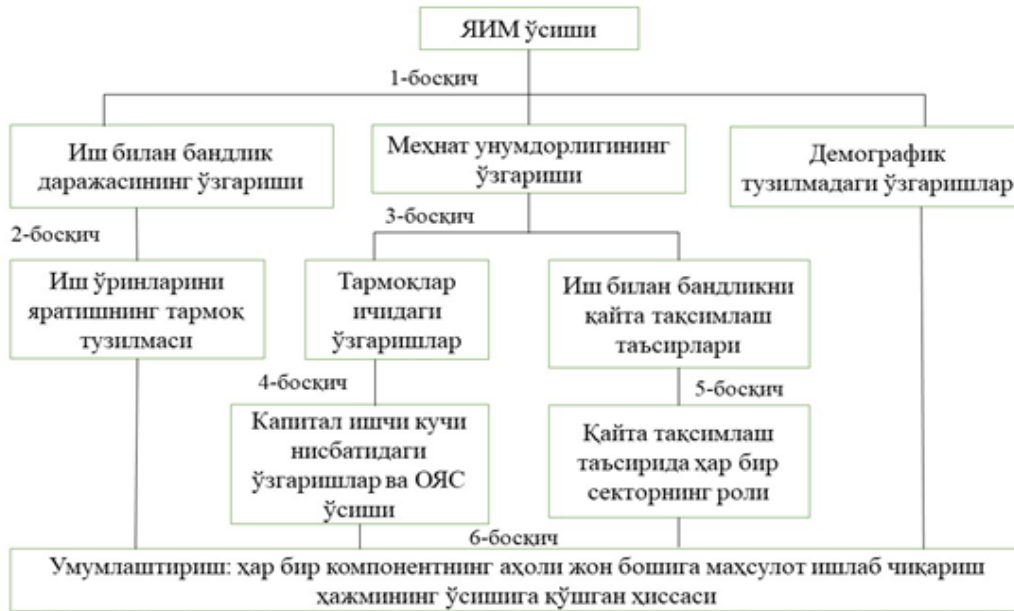 ЯИМ ўсиши
1-босқич
Иш билан бандлик
даражасининг ўзгариши
Меҳнат унумдорлигининг
ўзгариши
Демографик
тузилмадаги ўзгаришлар
2-босқич
3-босқич
Иш ўринларини
яратишнинг тармоқ
тузилмаси
Тармоқлар
ичидаги
ўзгаришлар
Иш билан бандликни
қайта тақсимлаш
таъсирлари
4-босқич
5-босқич
Капитал ишчи кучи
нисбатидаги
ўзгаришлар ва ОЯС
ўсиши
Қайта тақсимлаш
таъсирида ҳар бир
секторнинг роли
6-босқич
Умумлаштириш: ҳар бир компонентнинг аҳоли жон бошига маҳсулот ишлаб чиқариш
ҳажмининг ўсишига қўшган ҳиссаси